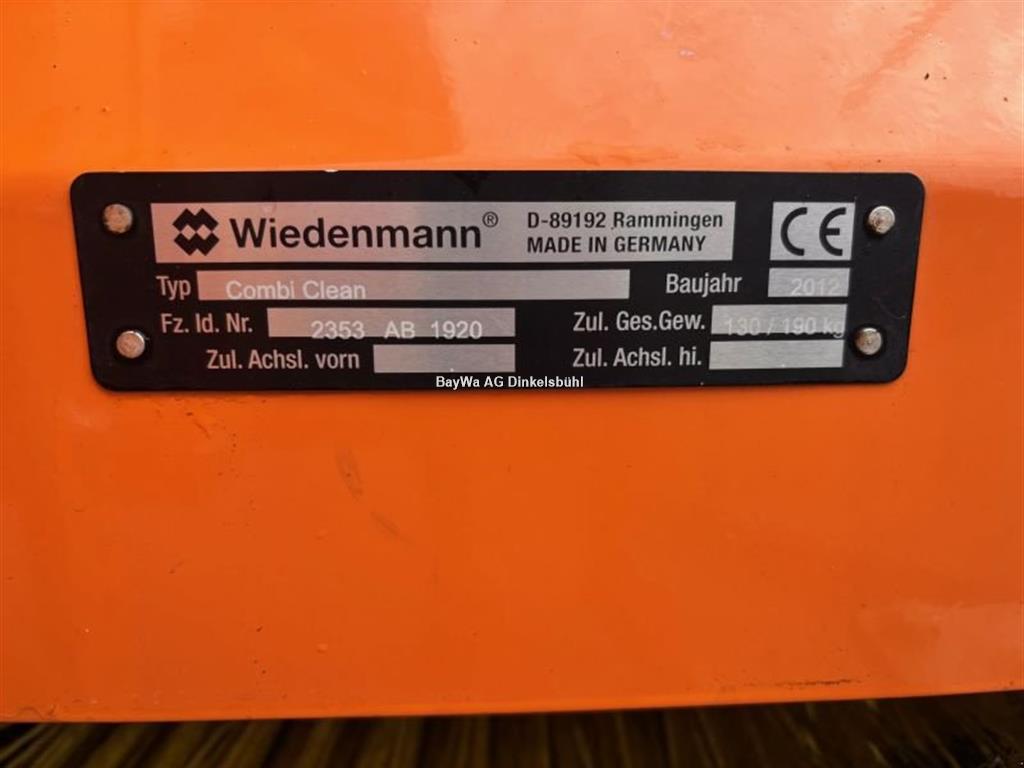 Wiedenmann® D-89192 Rammingen
MADE IN GERMANY
CE
Typ Combi Clean Baujahr 2012
Fz. Id. Nr. 2353 AB 1920 Zul. Ges.Gew. 130 / 190 kg
Zul. Achsl. vorn Zul. Achsl. hi.
BayWa AG Dinkelsbühl